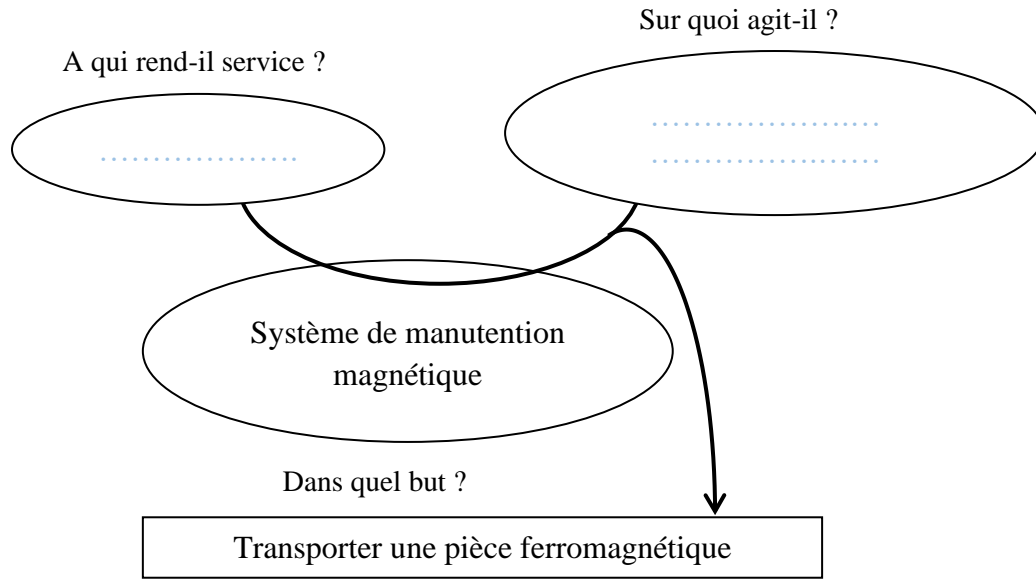 Sur quoi agit-il ?
A qui rend-il service ?
.....................
......................
......................
Système de manutention
magnétique
Dans quel but ?
Transporter une pièce ferromagnétique